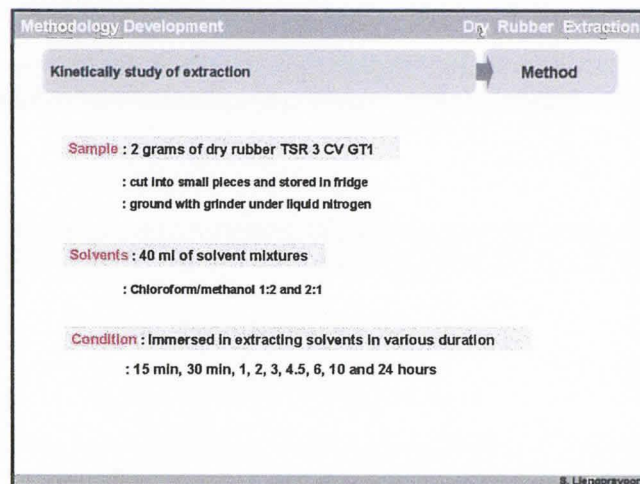 Methodology Development Dry Rubber Extraction
Kinetically study of extraction Method
Sample : 2 grams of dry rubber TSR 3 CV GT1
: cut into small pieces and stored in fridge
: ground with grinder under liquid nitrogen
Solvents : 40 ml of solvent mixtures
: Chloroform/methanol 1:2 and 2:1
Condition : Immersed in extracting solvents in various duration
: 15 min, 30 min, 1, 2, 3, 4.5, 6, 10 and 24 hours
S.